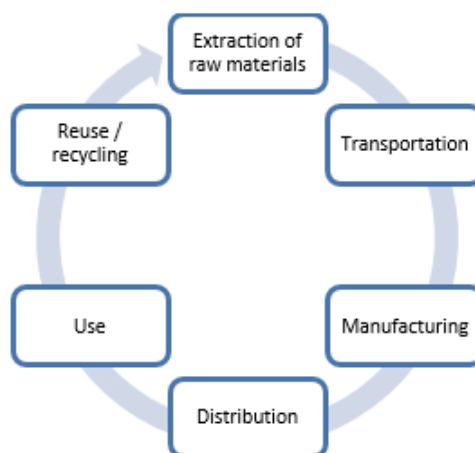 Extraction of
raw materials
Transportation
Manufacturing
Distribution
Use
Reuse /
recycling